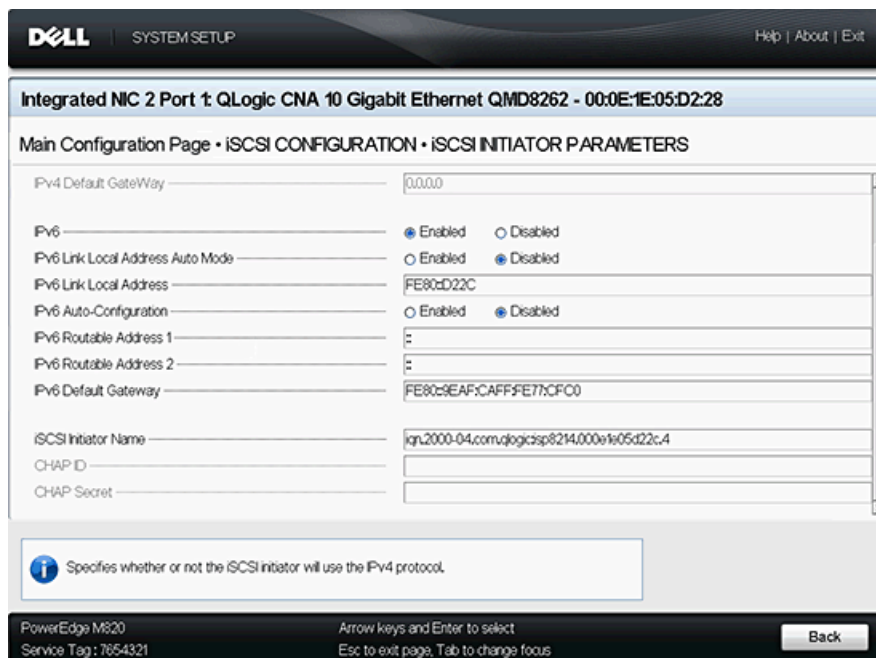 DELL SYSTEM SETUP Help | About | Exit
Integrated NIC 2 Port 1: QLogic CNA 10 Gigabit Ethernet QMD8262 - 00:0E:1E:05:D2:28
Main Configuration Page • iSCSI CONFIGURATION • iSCSI INITIATOR PARAMETERS
IPv4 Default GateWay 0.0.0.0
IPv6 Enabled Disabled
IPv6 Link Local Address Auto Mode Enabled Disabled
IPv6 Link Local Address FE80::D22C
IPv6 Auto-Configuration Enabled Disabled
IPv6 Routable Address 1 ::
IPv6 Routable Address 2 ::
IPv6 Default Gateway FE80::9EAF:CAFF:FE77:CFC0
iSCSI Initiator Name iqn.2000-04.com.qlogic:isp8214.000e1e05d22c.4
CHAP ID
CHAP Secret
Specifies whether or not the iSCSI initiator will use the IPv4 protocol.
PowerEdge M820 Arrow keys and Enter to select
Service Tag : 7654321 Esc to exit page, Tab to change focus
Back